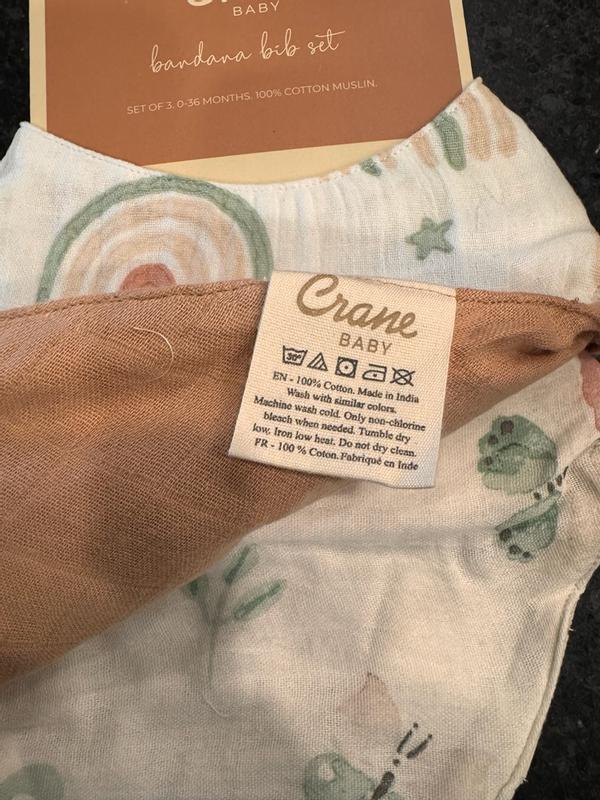 BABY
bandana bib set
SET OF 3. 0-36 MONTHS. 100% COTTON MUSLIN.
Crane
BABY
30°
EN - 100% Cotton. Made in India
Wash with similar colors.
Machine wash cold. Only non-chlorine
bleach when needed. Tumble dry
low. Iron low heat. Do not dry clean.
FR - 100 % Coton. Fabriqué en Inde